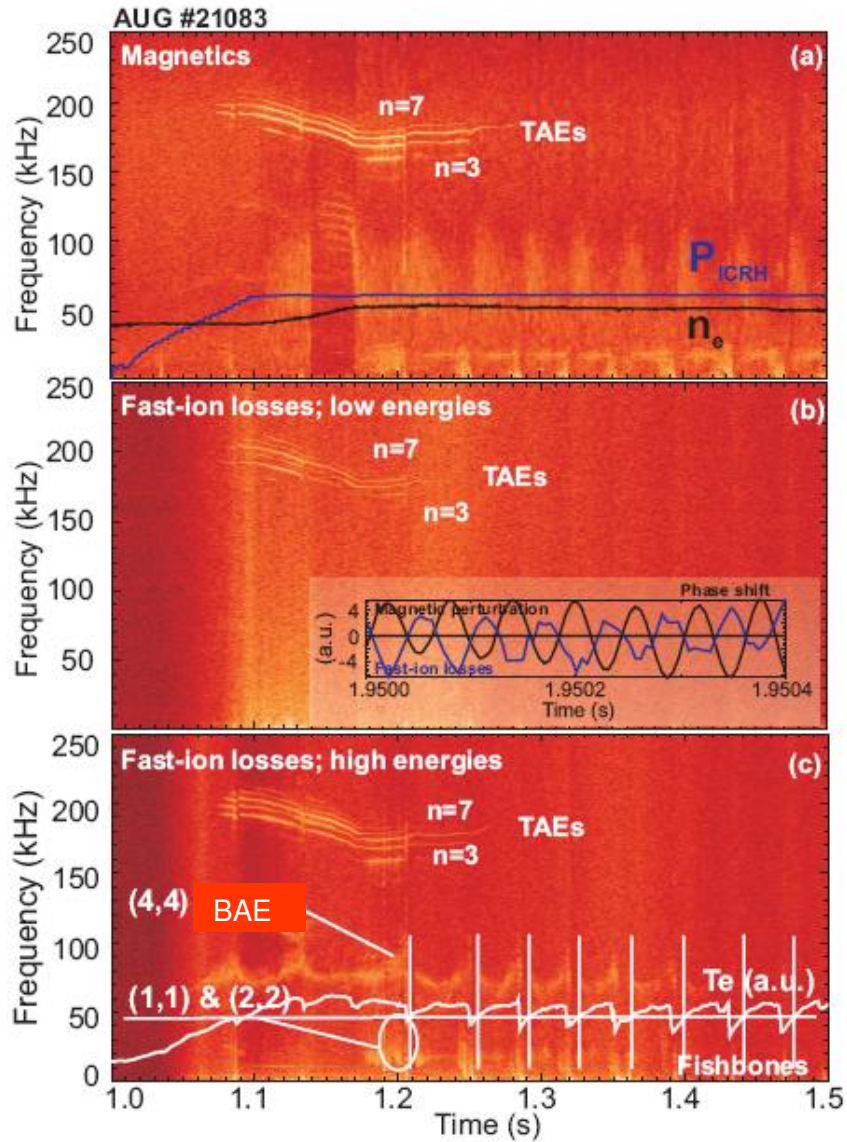 AUG #21083
Magnetics (a)
250
200
150
100
50
Frequency (kHz)
n=7
TAEs
n=3
P ICRH
n e
Fast-ion losses; low energies (b)
250
200
150
100
50
Frequency (kHz)
n=7
TAEs
n=3
Phase shift
Magnetic perturbation
4
0
-4
(a.u.)
Fast-ion losses
1.9500 1.9502 1.9504
Time (s)
Fast-ion losses; high energies (c)
250
200
150
100
50
0
Frequency (kHz)
n=7
TAEs
n=3
(4,4) BAE
Te (a.u.)
(1,1) & (2,2)
Fishbones
1.0 1.1 1.2 1.3 1.4 1.5
Time (s)